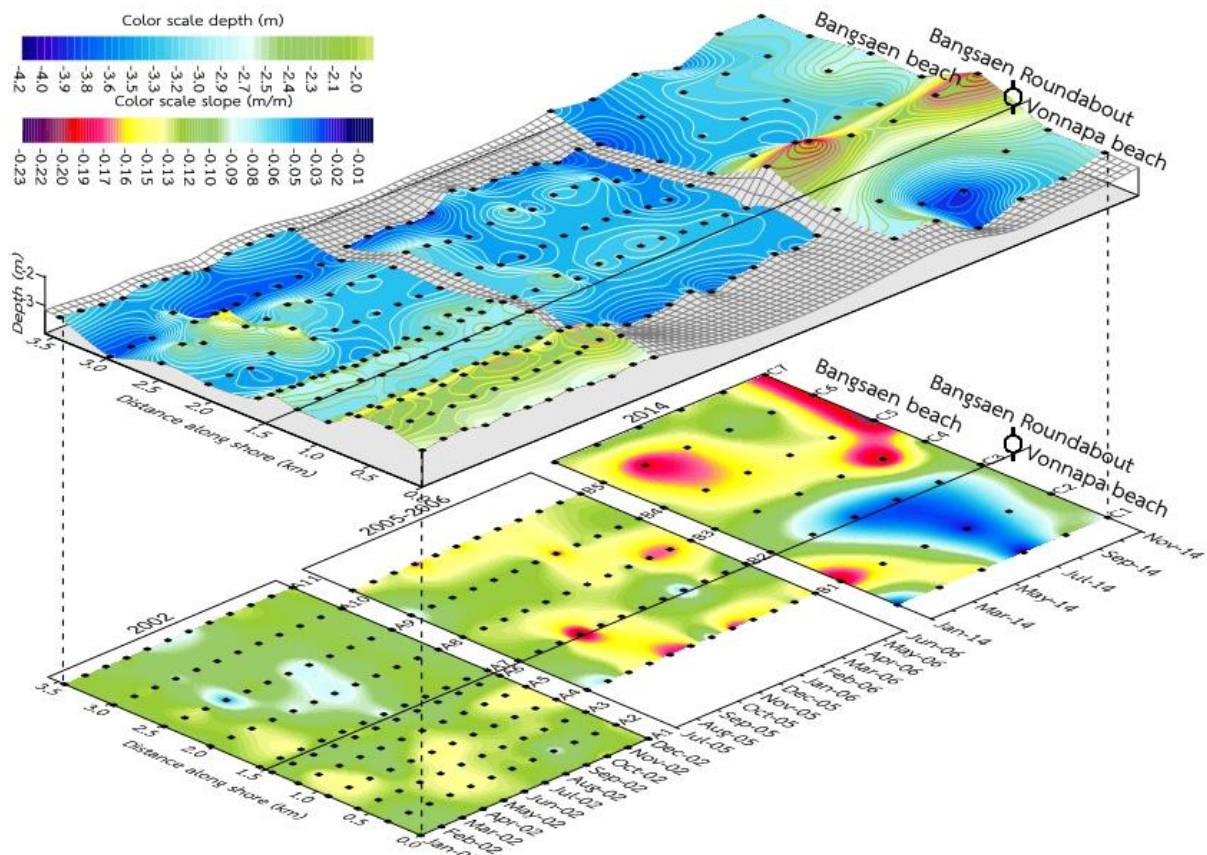 Color scale depth (m)
-4.2 -4.0 -3.9 -3.8 -3.6 -3.5 -3.3 -3.2 -3.0 -2.9 -2.7 -2.5 -2.4 -2.3 -2.1 -2.0
Color scale slope (m/m)
-0.23 -0.22 -0.20 -0.19 -0.17 -0.16 -0.15 -0.13 -0.12 -0.10 -0.09 -0.08 -0.06 -0.05 -0.03 -0.02 -0.01
Bangsaen beach
Bangsaen Roundabout
Wonnapa beach
Depth (m)
-2
-3
3.5 3.0 2.5 2.0 1.5 1.0 0.5 0.0
Distance along shore (km)
Bangsaen beach
Bangsaen Roundabout
Wonnapa beach
2014
C7 C6 C5 C4 C3 C2 C1
Nov-14
Sep-14
Jul-14
May-14
Mar-14
Jan-14
2005-2006
B5 B4 B3 B2 B1
Jun-06
May-06
Apr-06
Mar-06
Feb-06
Jan-06
Dec-05
Nov-05
Oct-05
Sep-05
Aug-05
Jul-05
2002
A11 A10 A9 A8 A5 A4 A3 A2
Dec-02
Nov-02
Oct-02
Sep-02
Aug-02
Jul-02
Jun-02
May-02
Apr-02
Mar-02
Feb-02
3.5 3.0 2.5 2.0 1.5 1.0 0.5 0.0
Distance along shore (km)